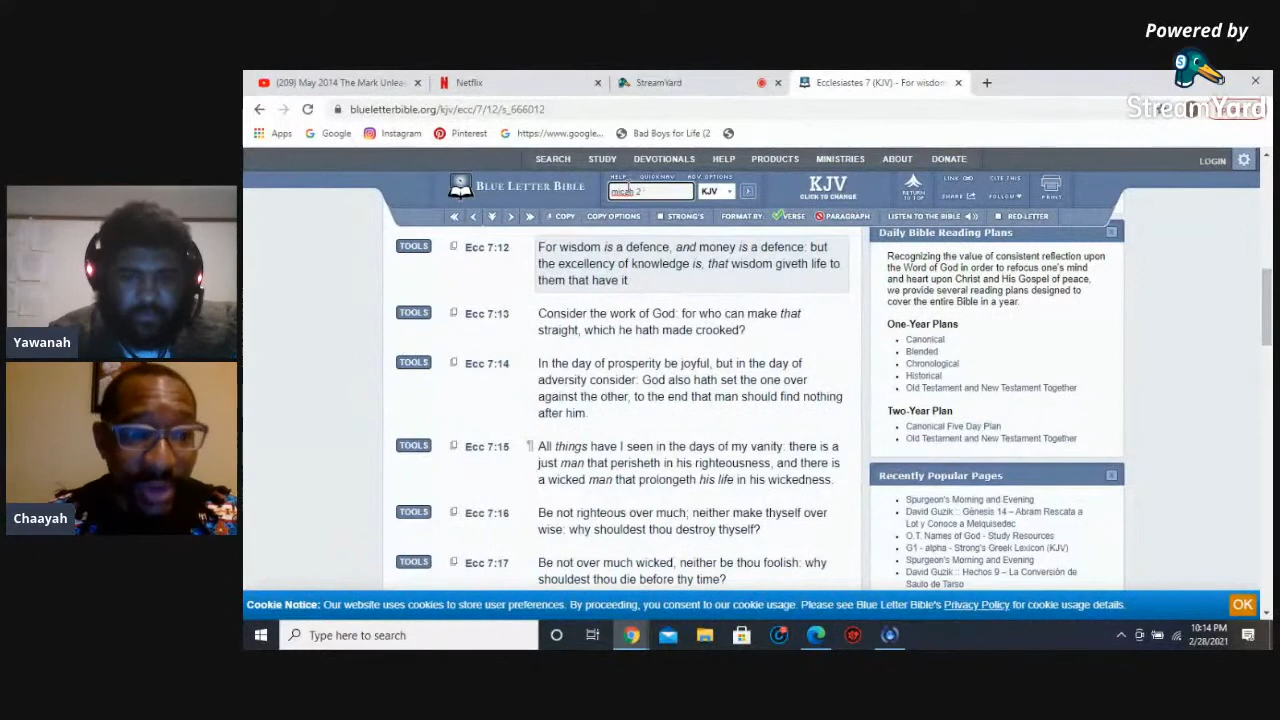 Powered by
StreamYard
(209) May 2014 The Mark Unlea
Netflix
StreamYard
Ecclesiastes 7 (KJV) - For wisdom
blueletterbible.org/kjv/ecc/7/12/s_666012
Apps
Google
Instagram
Pinterest
https://www.google...
Bad Boys for Life (2
SEARCH STUDY DEVOTIONALS HELP PRODUCTS MINISTRIES ABOUT DONATE
LOGIN
BLUE LETTER BIBLE
HELP QUICKNAV ADV. OPTIONS
micah 2
KJV
KJV
CLICK TO CHANGE
RETURN TO TOP
LINK
SHARE
CITE THIS
FOLLOW
PRINT
COPY COPY OPTIONS STRONG'S FORMAT BY: VERSE PARAGRAPH LISTEN TO THE BIBLE RED-LETTER
TOOLS Ecc 7:12 For wisdom is a defence, and money is a defence: but
the excellency of knowledge is, that wisdom giveth life to
them that have it.
TOOLS Ecc 7:13 Consider the work of God: for who can make that
straight, which he hath made crooked?
TOOLS Ecc 7:14 In the day of prosperity be joyful, but in the day of
adversity consider: God also hath set the one over
against the other, to the end that man should find nothing
after him.
TOOLS Ecc 7:15 ¶ All things have I seen in the days of my vanity: there is a
just man that perisheth in his righteousness, and there is
a wicked man that prolongeth his life in his wickedness.
TOOLS Ecc 7:16 Be not righteous over much; neither make thyself over
wise: why shouldest thou destroy thyself?
TOOLS Ecc 7:17 Be not over much wicked, neither be thou foolish: why
shouldest thou die before thy time?
Daily Bible Reading Plans
Recognizing the value of consistent reflection upon
the Word of God in order to refocus one's mind
and heart upon Christ and His Gospel of peace,
we provide several reading plans designed to
cover the entire Bible in a year.
One-Year Plans
Canonical
Blended
Chronological
Historical
Old Testament and New Testament Together
Two-Year Plan
Canonical Five Day Plan
Old Testament and New Testament Together
Recently Popular Pages
Spurgeon's Morning and Evening
David Guzik :: Génesis 14 – Abram Rescata a
Lot y Conoce a Melquisedec
O.T. Names of God - Study Resources
G1 - alpha - Strong's Greek Lexicon (KJV)
Spurgeon's Morning and Evening
David Guzik :: Hechos 9 – La Conversión de
Saulo de Tarso
Yawanah
Chaayah
Cookie Notice: Our website uses cookies to store user preferences. By proceeding, you consent to our cookie usage. Please see Blue Letter Bible's Privacy Policy for cookie usage details.
OK
Type here to search
10:14 PM
2/28/2021